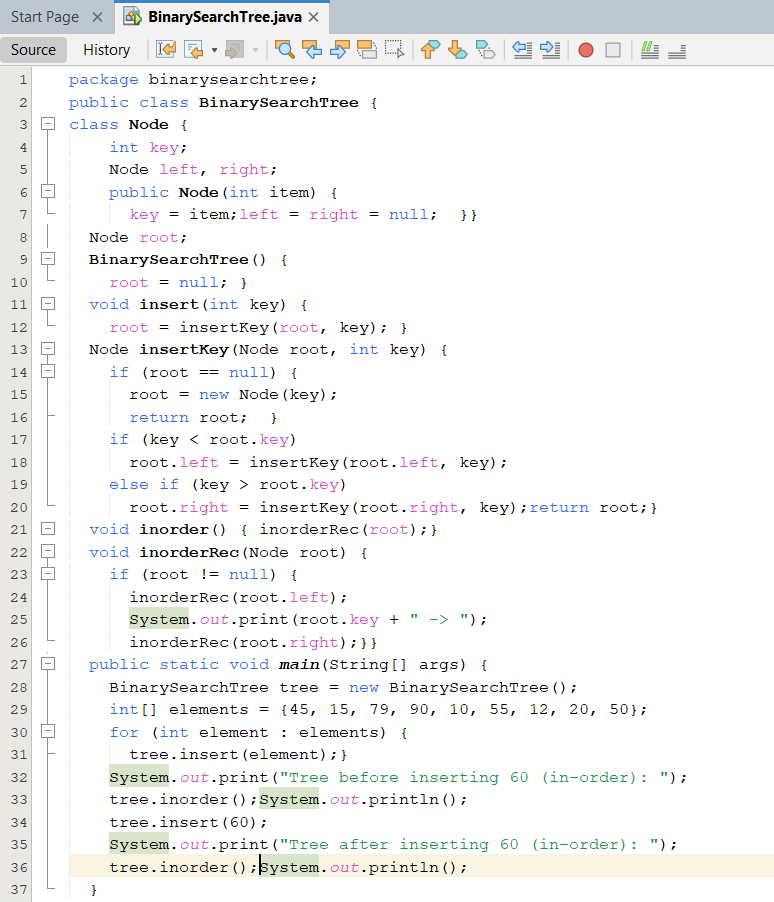 Start Page × BinarySearchTree.java ×
Source History
1 package binarysearchtree;
2 public class BinarySearchTree {
3 class Node {
4 int key;
5 Node left, right;
6 public Node(int item) {
7 key = item;left = right = null;  }}
8 Node root;
9 BinarySearchTree() {
10 root = null; }
11 void insert(int key) {
12 root = insertKey(root, key); }
13 Node insertKey(Node root, int key) {
14 if (root == null) {
15 root = new Node(key);
16 return root;  }
17 if (key < root.key)
18 root.left = insertKey(root.left, key);
19 else if (key > root.key)
20 root.right = insertKey(root.right, key);return root;}
21 void inorder() { inorderRec(root);}
22 void inorderRec(Node root) {
23 if (root != null) {
24 inorderRec(root.left);
25 System.out.print(root.key + " -> ");
26 inorderRec(root.right);}}
27 public static void main(String[] args) {
28 BinarySearchTree tree = new BinarySearchTree();
29 int[] elements = {45, 15, 79, 90, 10, 55, 12, 20, 50};
30 for (int element : elements) {
31 tree.insert(element);}
32 System.out.print("Tree before inserting 60 (in-order): ");
33 tree.inorder();System.out.println();
34 tree.insert(60);
35 System.out.print("Tree after inserting 60 (in-order): ");
36 tree.inorder();System.out.println();
37 }